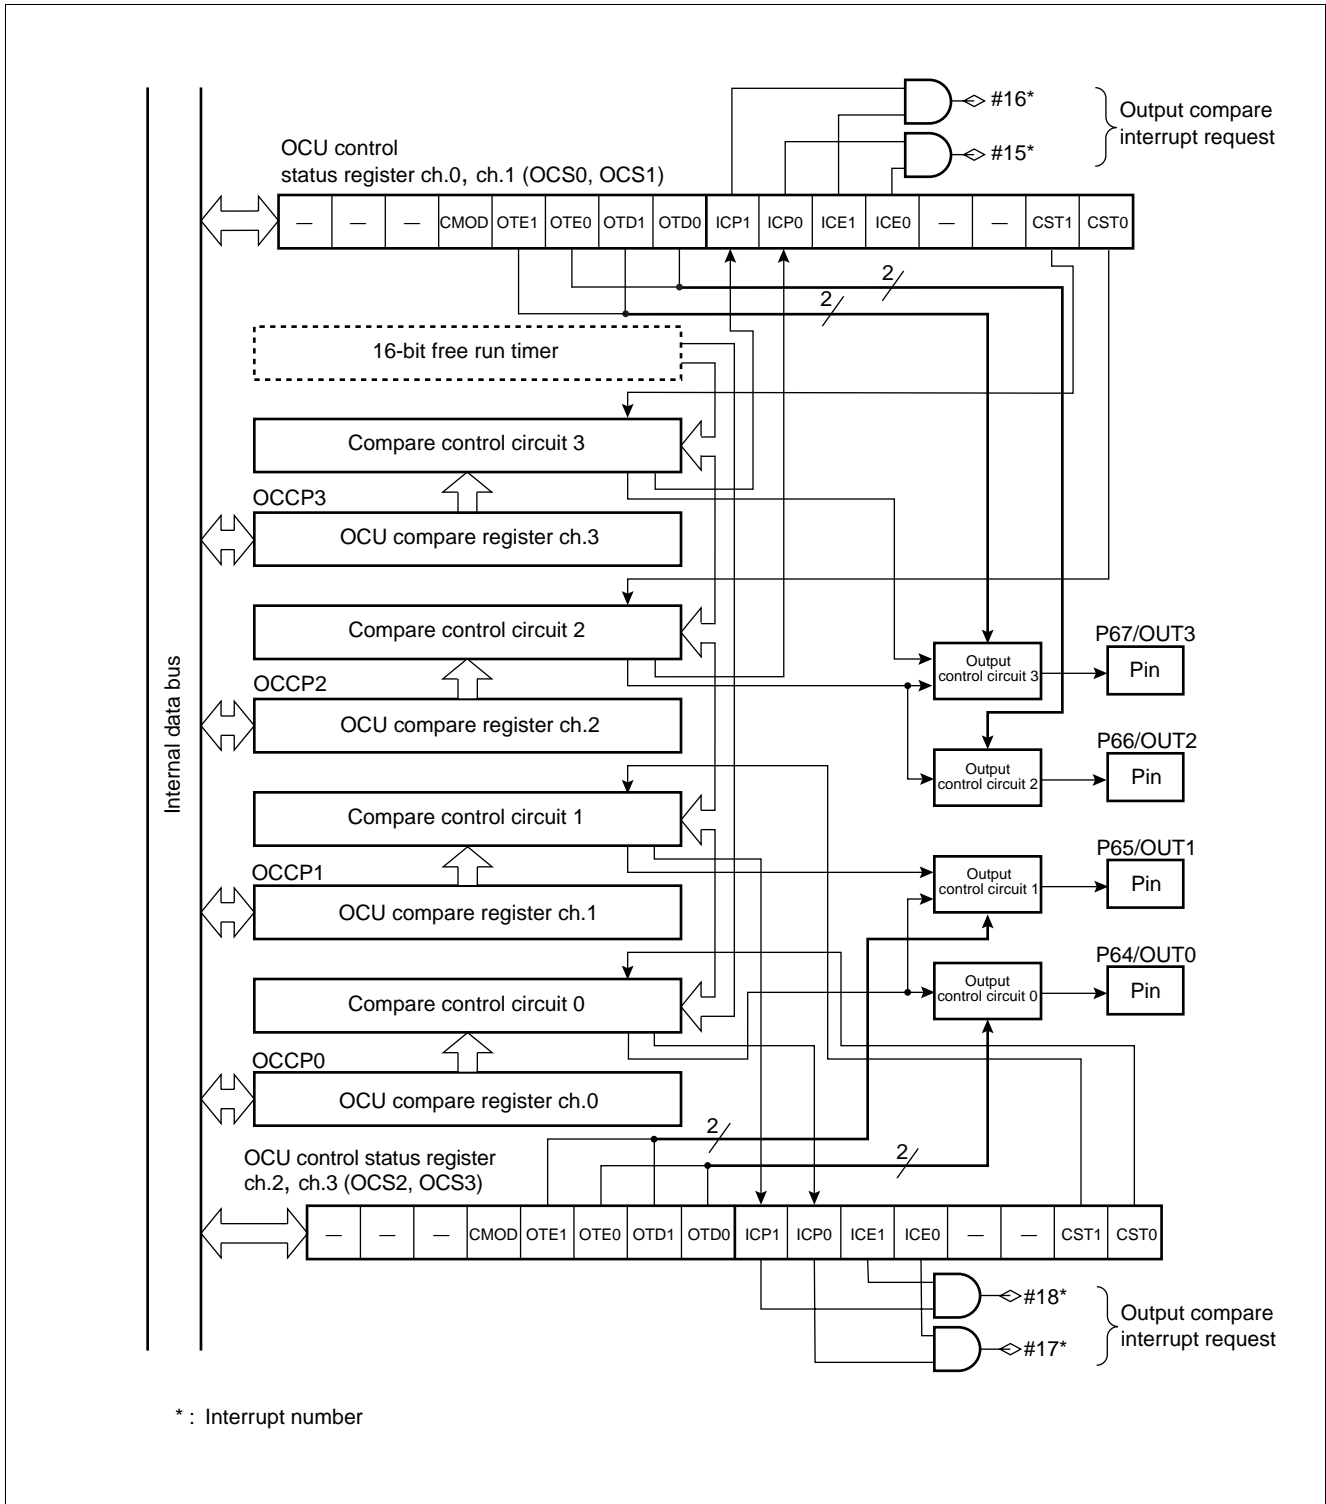 #16*
Output compare
interrupt request
#15*
OCU control
status register ch.0, ch.1 (OCS0, OCS1)
— — — CMOD OTE1 OTE0 OTD1 OTD0 ICP1 ICP0 ICE1 ICE0 — — CST1 CST0
2
2
16-bit free run timer
Compare control circuit 3
OCCP3
OCU compare register ch.3
Compare control circuit 2
OCCP2
OCU compare register ch.2
Compare control circuit 1
OCCP1
OCU compare register ch.1
Compare control circuit 0
OCCP0
OCU compare register ch.0
Internal data bus
Output
control circuit 3
P67/OUT3
Pin
Output
control circuit 2
P66/OUT2
Pin
Output
control circuit 1
P65/OUT1
Pin
Output
control circuit 0
P64/OUT0
Pin
2
2
OCU control status register
ch.2, ch.3 (OCS2, OCS3)
— — — CMOD OTE1 OTE0 OTD1 OTD0 ICP1 ICP0 ICE1 ICE0 — — CST1 CST0
#18*
Output compare
interrupt request
#17*
* : Interrupt number